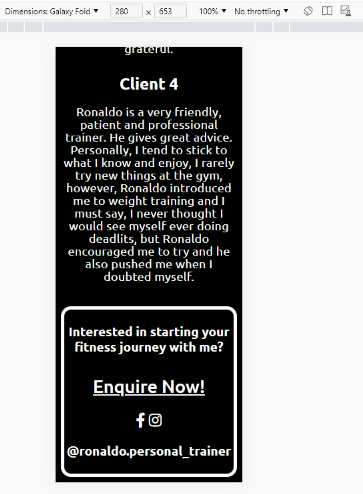 Dimensions: Galaxy Fold ▼ 280 × 653 100% ▼ No throttling ▼
grateful.
Client 4
Ronaldo is a very friendly,
patient and professional
trainer. He gives great advice.
Personally, I tend to stick to
what I know and enjoy, I rarely
try new things at the gym,
however, Ronaldo introduced
me to weight training and I
must say, I never thought I
would see myself ever doing
deadlits, but Ronaldo
encouraged me to try and he
also pushed me when I
doubted myself.
Interested in starting your
fitness journey with me?
Enquire Now!
@ronaldo.personal_trainer